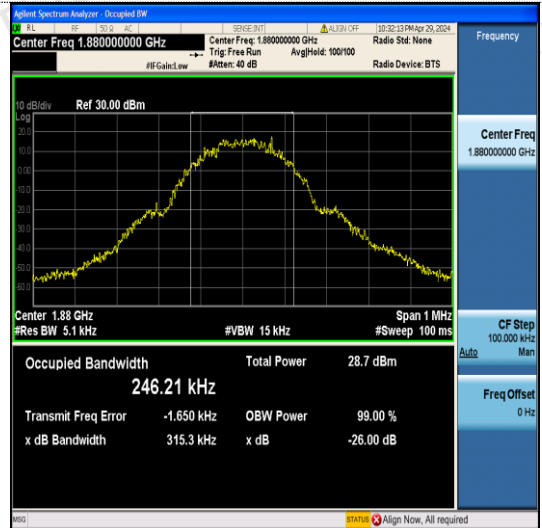 Agilent Spectrum Analyzer - Occupied BW
RL RF 50 Ω AC SENSE:INT ALIGN OFF 10:32:13 PM Apr 29, 2024
Center Freq 1.880000000 GHz Center Freq: 1.880000000 GHz Radio Std: None Frequency
Trig: Free Run Avg|Hold: 100/100
#IFGain:Low #Atten: 40 dB Radio Device: BTS
10 dB/div Ref 30.00 dBm
Log
20.0
10.0
0.00
-10.0
-20.0
-30.0
-40.0
-50.0
-60.0
Center Freq
1.880000000 GHz
Center 1.88 GHz Span 1 MHz
#Res BW 5.1 kHz #VBW 15 kHz #Sweep 100 ms
CF Step
100.000 kHz
Auto Man
Occupied Bandwidth Total Power 28.7 dBm
246.21 kHz
Freq Offset
0 Hz
Transmit Freq Error -1.650 kHz OBW Power 99.00 %
x dB Bandwidth 315.3 kHz x dB -26.00 dB
MSG STATUS Align Now, All required